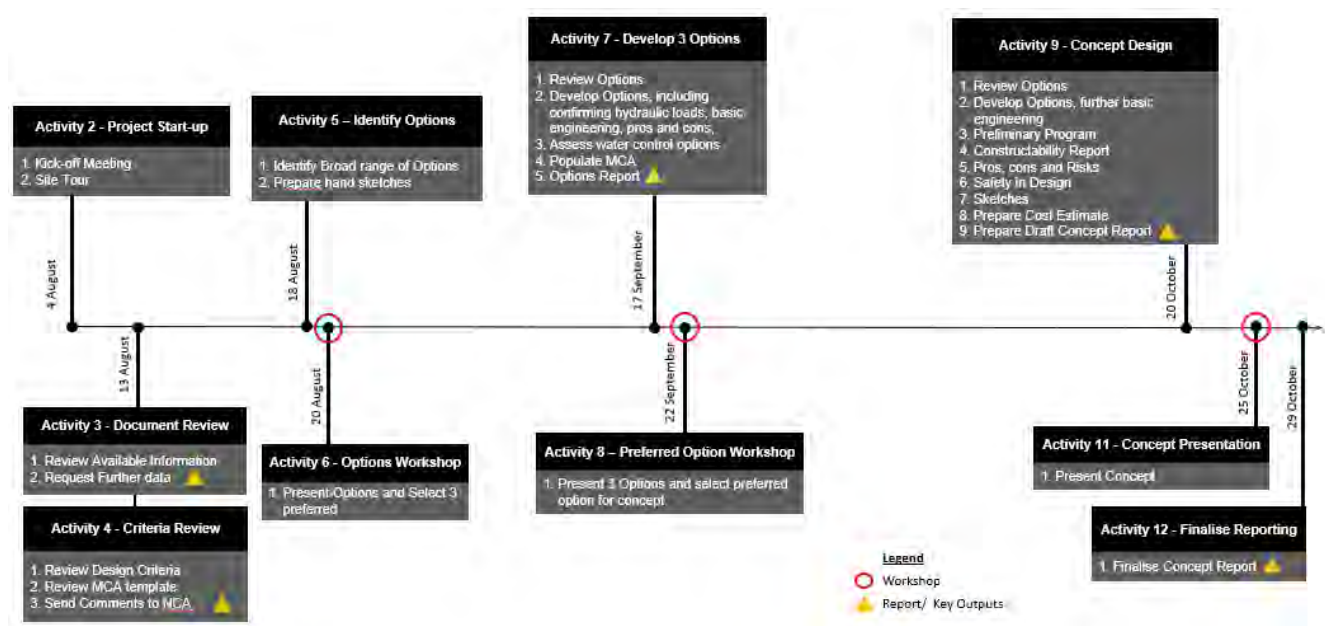 Activity 2 - Project Start-up
1. Kick-off Meeting
2. Site Tour
4 August
13 August
Activity 3 - Document Review
1. Review Available Information
2. Request Further data
Activity 4 - Criteria Review
1. Review Design Criteria
2. Review MCA template
3. Send Comments to NCA
Activity 5 – Identify Options
1. Identify Broad range of Options
2. Prepare hand sketches
18 August
20 August
Activity 6 - Options Workshop
1. Present Options and Select 3
preferred
Activity 7 - Develop 3 Options
1. Review Options
2. Develop Options, including
confirming hydraulic loads, basic
engineering, pros and cons,
3. Assess water control options
4. Populate MCA
5. Options Report
17 September
22 September
Activity 8 – Preferred Option Workshop
1. Present 3 Options and select preferred
option for concept
Activity 9 - Concept Design
1. Review Options
2. Develop Options, further basic
engineering
3. Preliminary Program
4. Constructability Report
5. Pros, cons and Risks
6. Safety in Design
7. Sketches
8. Prepare Cost Estimate
9. Prepare Draft Concept Report
20 October
25 October
29 October
Activity 11 - Concept Presentation
1. Present Concept
Activity 12 - Finalise Reporting
1. Finalise Concept Report
Legend
Workshop
Report/ Key Outputs